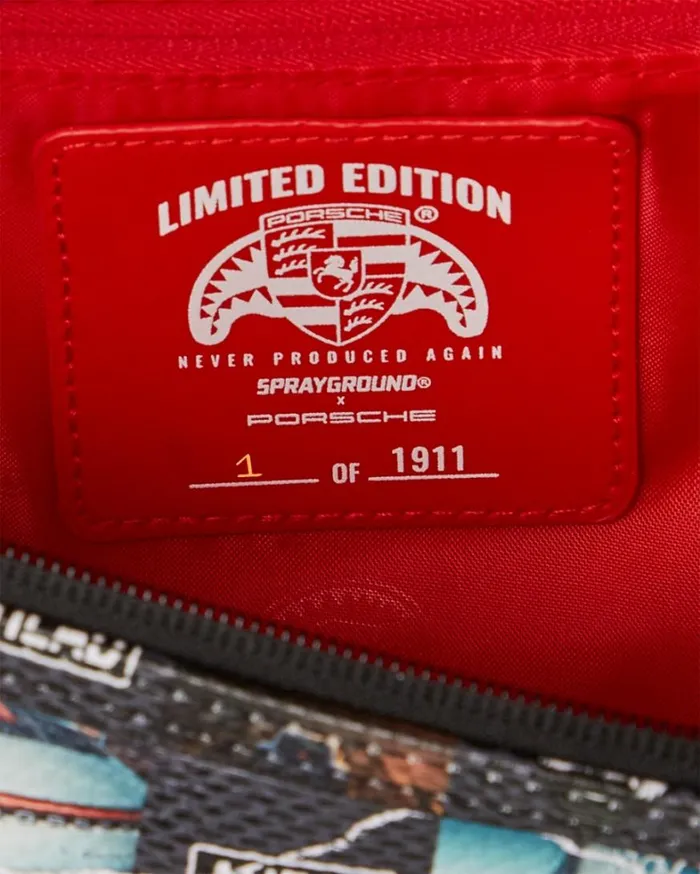 LIMITED EDITION
PORSCHE®
NEVER PRODUCED AGAIN
SPRAYGROUND®
x
PORSCHE
1 OF 1911